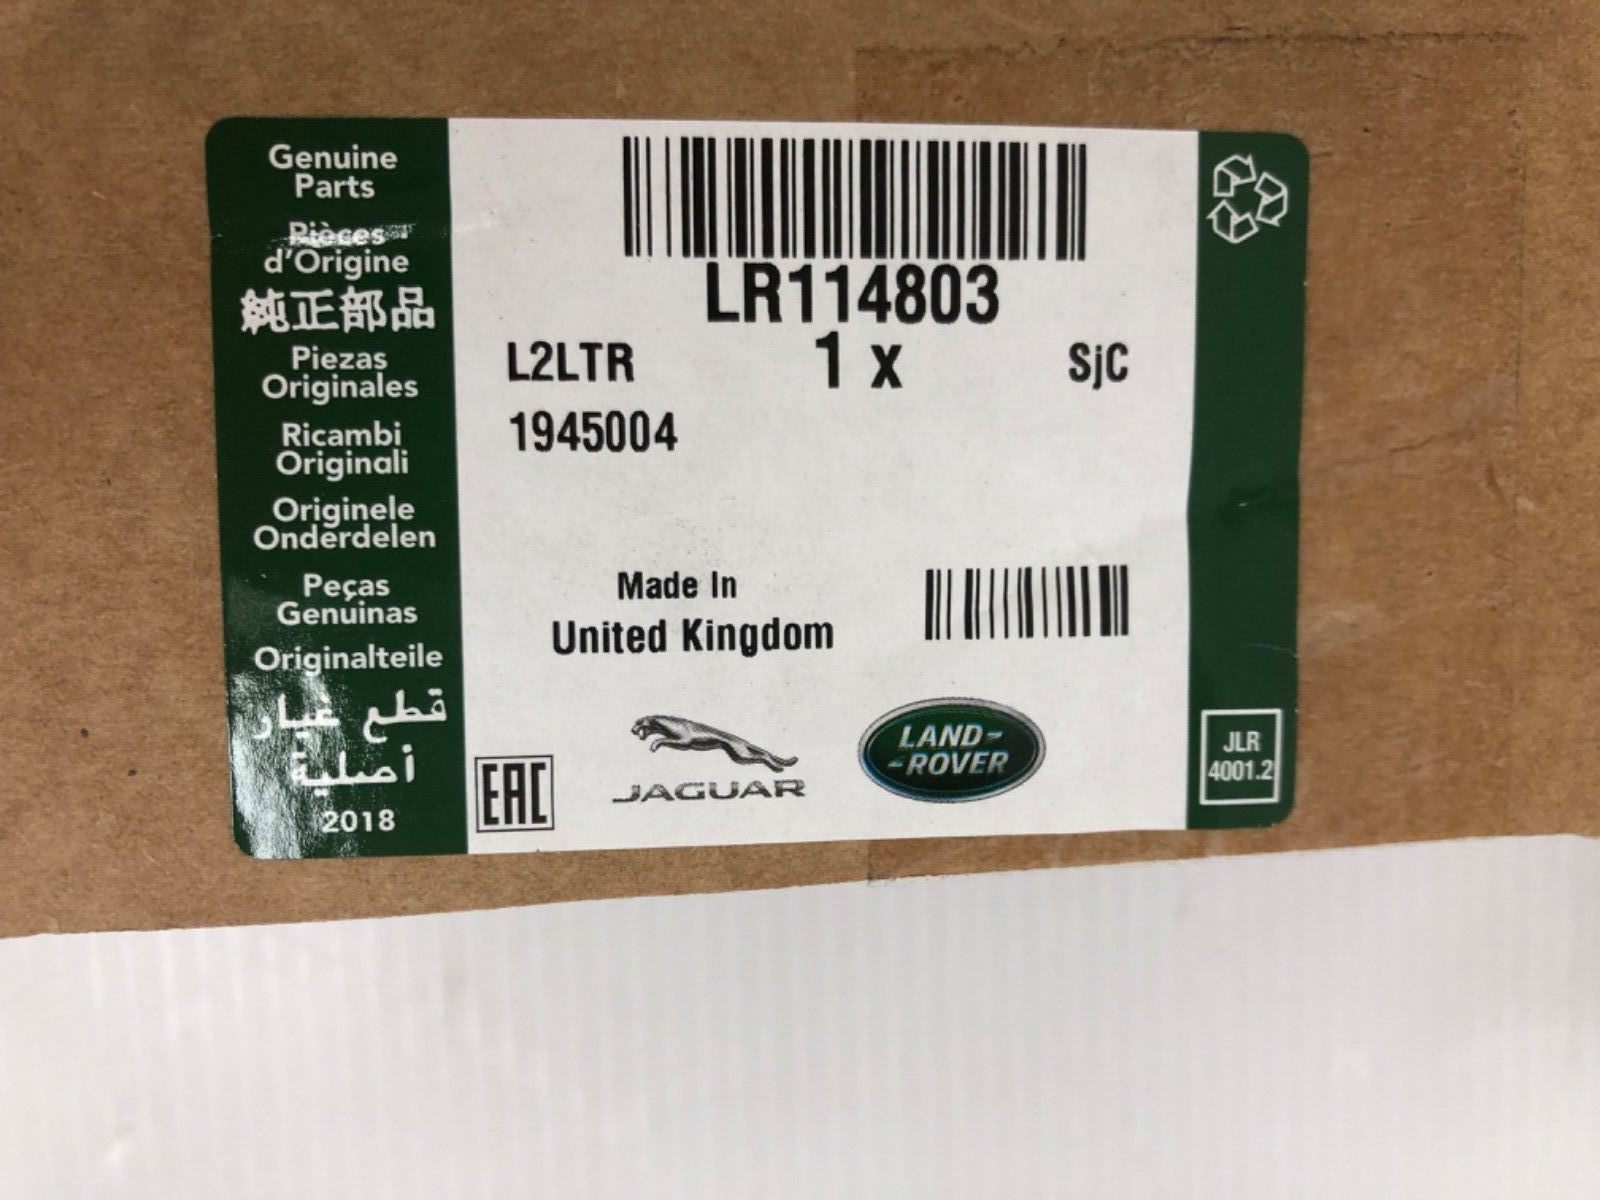 Genuine
Parts
Pièces
d'Origine
純正部品
Piezas
Originales
Ricambi
Originali
Originele
Onderdelen
Peças
Genuinas
Originalteile
قطع غيار
أصلية
2018
LR114803
L2LTR 1 x SjC
1945004
Made In
United Kingdom
EAC
JAGUAR
LAND-
-ROVER
JLR
4001.2